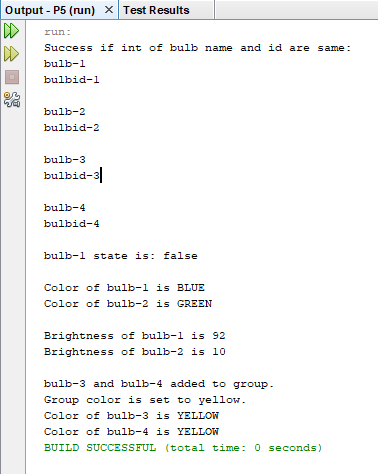 Output - P5 (run) × Test Results
run:
Success if int of bulb name and id are same:
bulb-1
bulbid-1
bulb-2
bulbid-2
bulb-3
bulbid-3
bulb-4
bulbid-4
bulb-1 state is: false
Color of bulb-1 is BLUE
Color of bulb-2 is GREEN
Brightness of bulb-1 is 92
Brightness of bulb-2 is 10
bulb-3 and bulb-4 added to group.
Group color is set to yellow.
Color of bulb-3 is YELLOW
Color of bulb-4 is YELLOW
BUILD SUCCESSFUL (total time: 0 seconds)